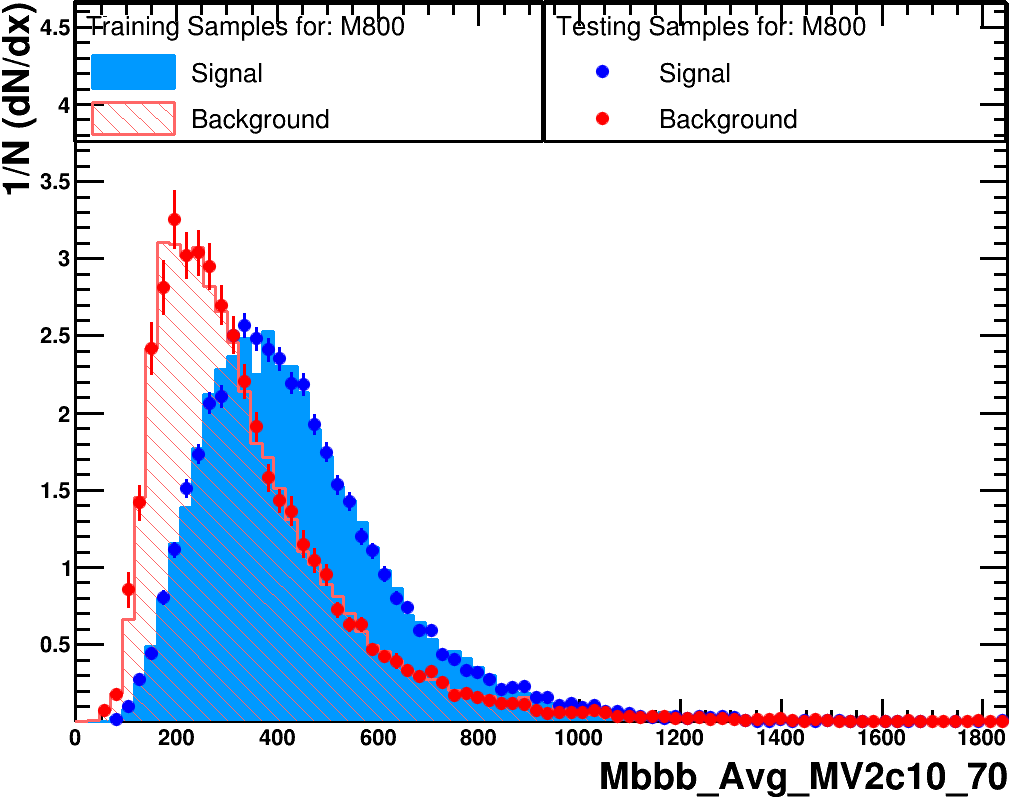 Training Samples for: M800
Signal
Background
Testing Samples for: M800
Signal
Background
1/N (dN/dx)
4.5
4
3.5
3
2.5
2
1.5
1
0.5
0 200 400 600 800 1000 1200 1400 1600 1800
Mbbb_Avg_MV2c10_70